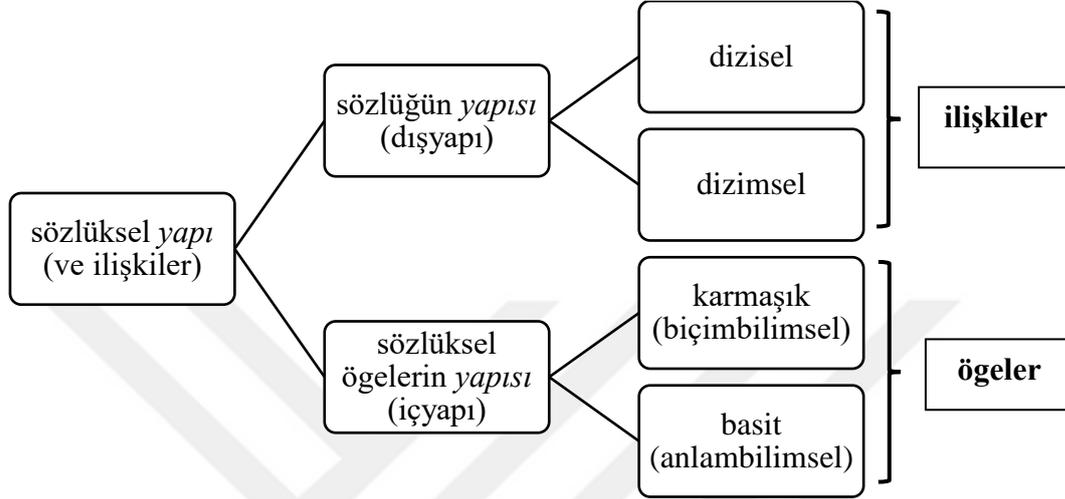 sözlüksel yapı
(ve ilişkiler)
sözlüğün yapısı
(dışyapı)
dizisel
dizimsel
ilişkiler
sözlüksel
ögelerin yapısı
(içyapı)
karmaşık
(biçimbilimsel)
basit
(anlambilimsel)
ögeler